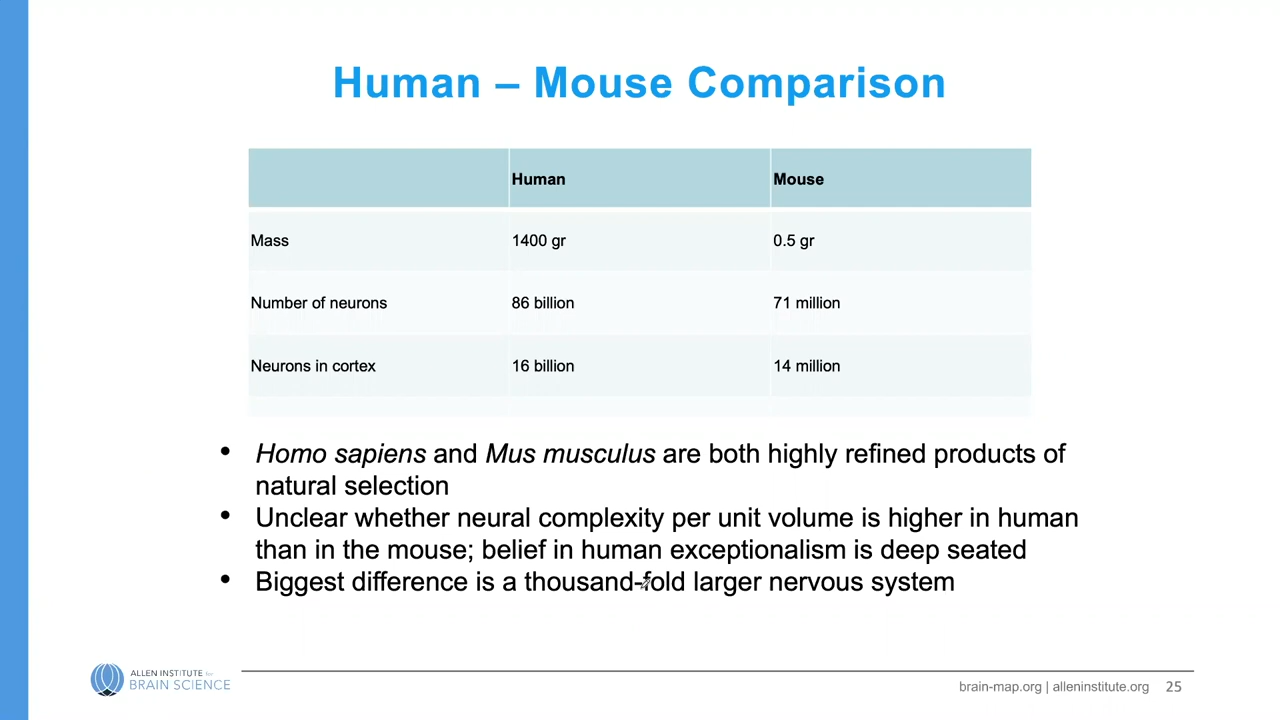 Human – Mouse Comparison
Human Mouse
Mass 1400 gr 0.5 gr
Number of neurons 86 billion 71 million
Neurons in cortex 16 billion 14 million
• Homo sapiens and Mus musculus are both highly refined products of
natural selection
• Unclear whether neural complexity per unit volume is higher in human
than in the mouse; belief in human exceptionalism is deep seated
• Biggest difference is a thousand-fold larger nervous system
ALLEN INSTITUTE for
BRAIN SCIENCE
brain-map.org | alleninstitute.org 25